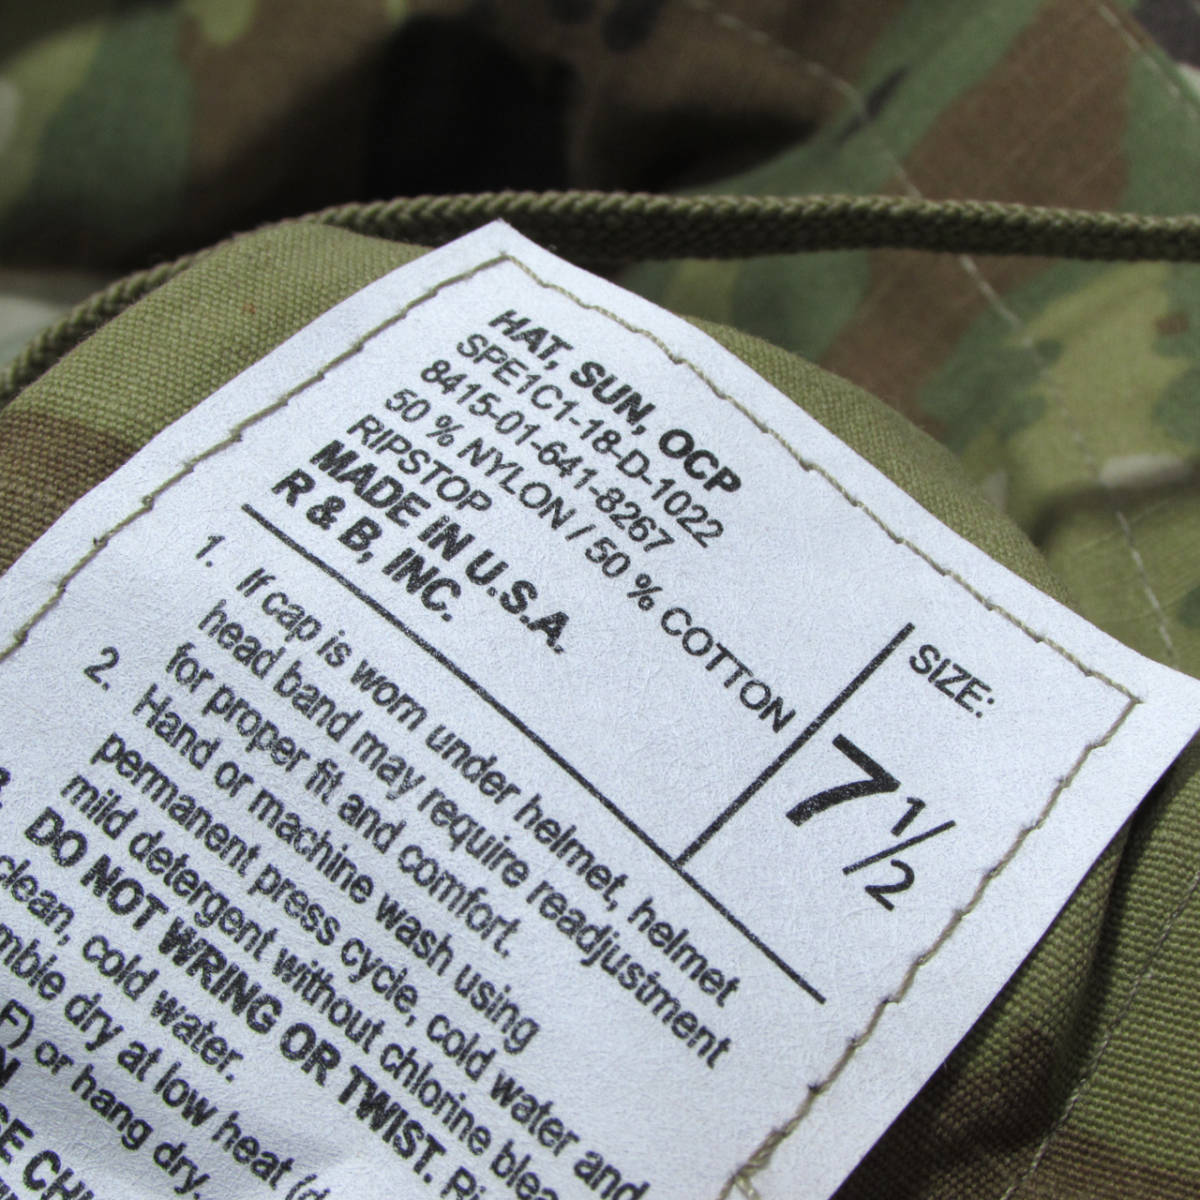 HAT, SUN, OCP
SPE1C1-18-D-1022
8415-01-641-8267
50 % NYLON / 50 % COTTON
RIPSTOP
MADE IN U.S.A.
R & B, INC.
SIZE:
7 1/2
1. If cap is worn under helmet, helmet
head band may require readjustment
for proper fit and comfort.
2. Hand or machine wash using
permanent press cycle, cold water and
mild detergent without chlorine
DO NOT WRING OR TWIST.
clean, cold water.
dry at low heat
F) or hang dry.